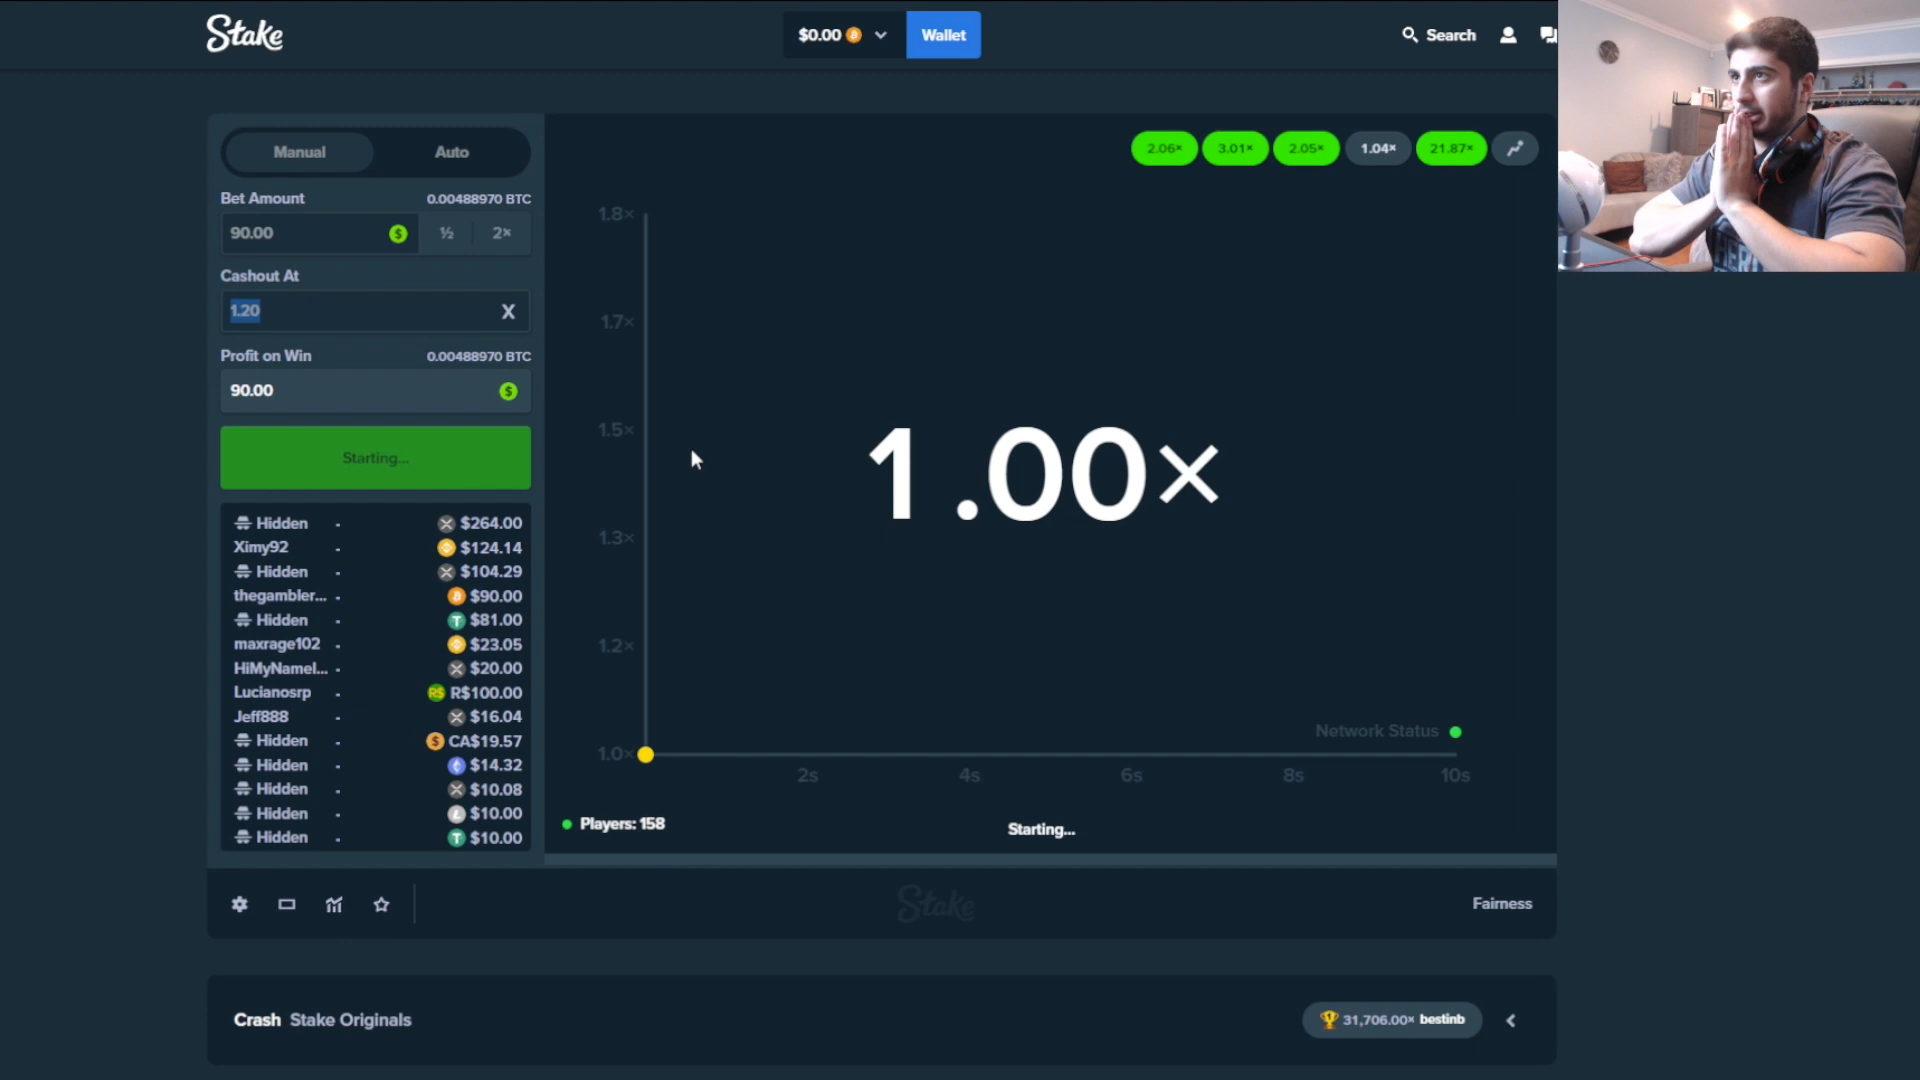 Stake
$0.00
Wallet
Search
Manual
Auto
2.06×
3.01×
2.05×
1.04×
21.87×
Bet Amount
0.00488970 BTC
90.00
$
½
2×
Cashout At
1.20
X
Profit on Win
0.00488970 BTC
90.00
$
Starting...
Hidden - $264.00
Ximy92 - $124.14
Hidden - $104.29
thegambler... - $90.00
Hidden - $81.00
maxrage102 - $23.05
HiMyNameI... - $20.00
Lucianosrp - R$100.00
Jeff888 - $16.04
Hidden - CA$19.57
Hidden - $14.32
Hidden - $10.08
Hidden - $10.00
Hidden - $10.00
1.8×
1.7×
1.5×
1.3×
1.2×
1.0×
1.00×
Network Status
2s
4s
6s
8s
10s
Players: 158
Starting...
Stake
Fairness
Crash Stake Originals
31,706.00× bestinb